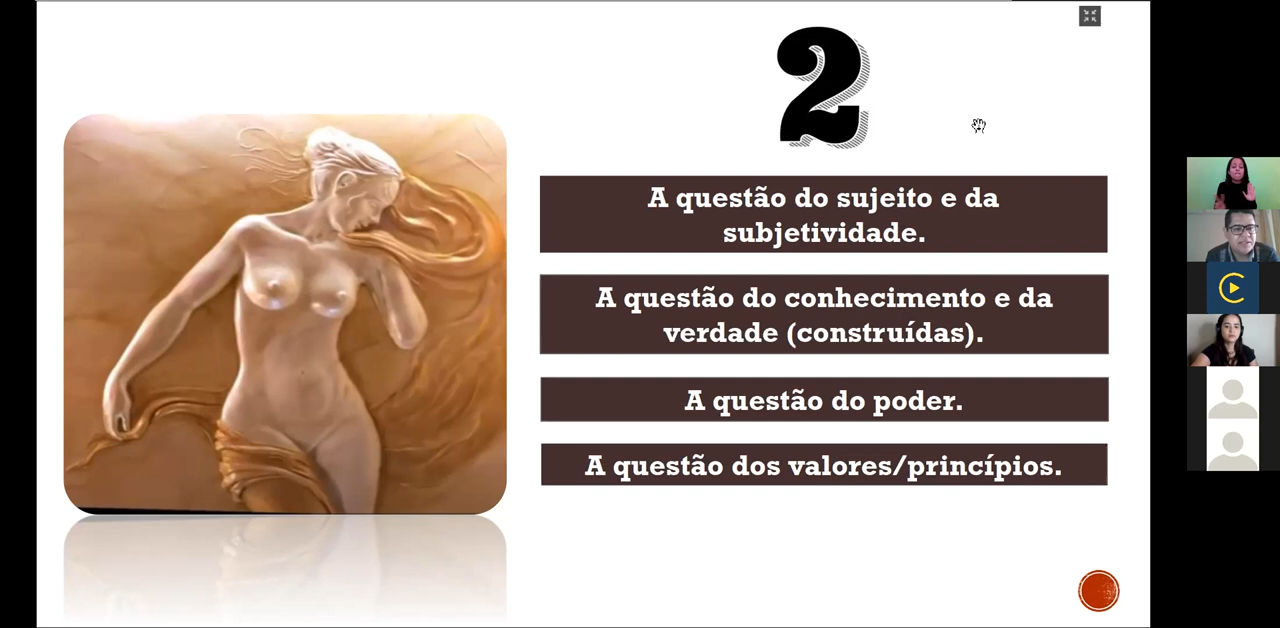 2
A questão do sujeito e da
subjetividade.
A questão do conhecimento e da
verdade (construídas).
A questão do poder.
A questão dos valores/princípios.